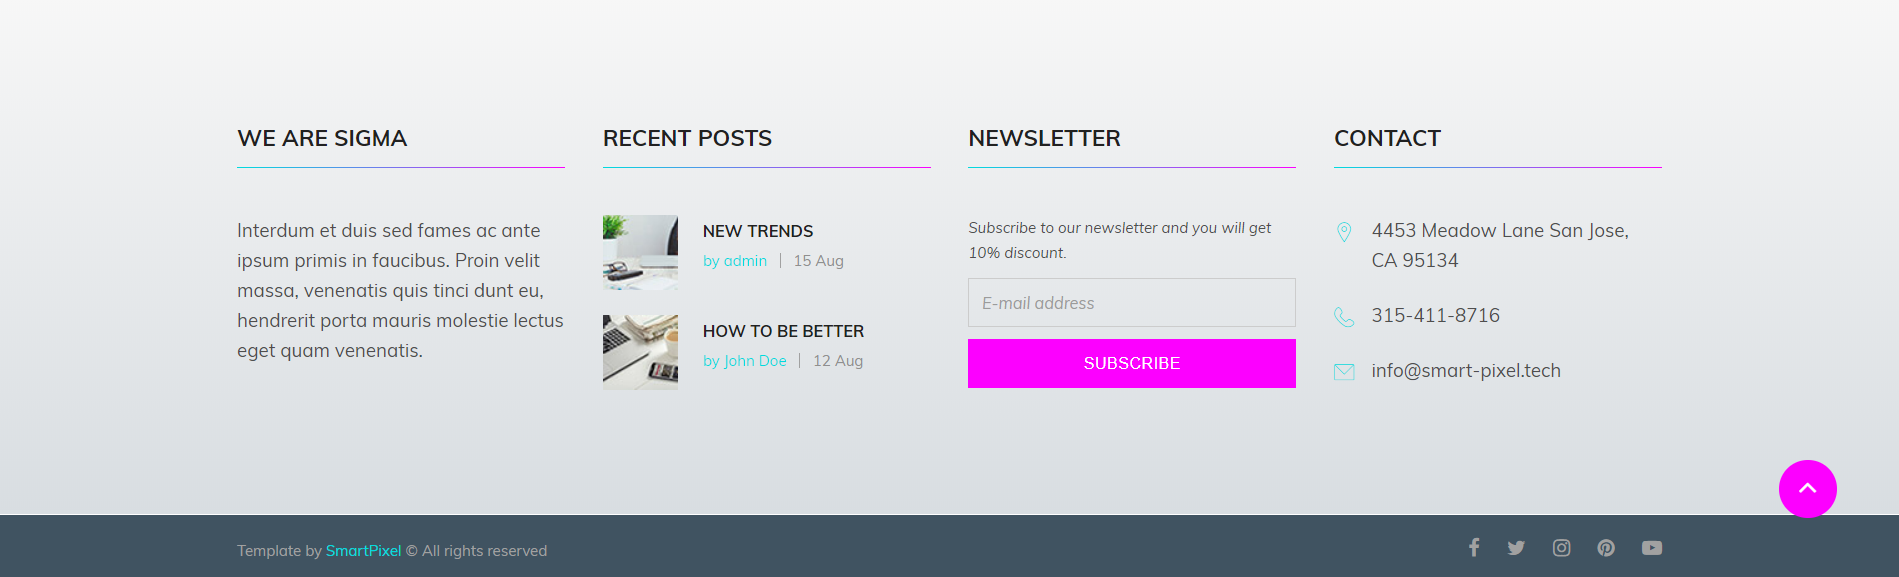 WE ARE SIGMA
Interdum et duis sed fames ac ante
ipsum primis in faucibus. Proin velit
massa, venenatis quis tinci dunt eu,
hendrerit porta mauris molestie lectus
eget quam venenatis.
RECENT POSTS
NEW TRENDS
by admin | 15 Aug
HOW TO BE BETTER
by John Doe | 12 Aug
NEWSLETTER
Subscribe to our newsletter and you will get
10% discount.
E-mail address
SUBSCRIBE
CONTACT
4453 Meadow Lane San Jose,
CA 95134
315-411-8716
info@smart-pixel.tech
Template by SmartPixel © All rights reserved